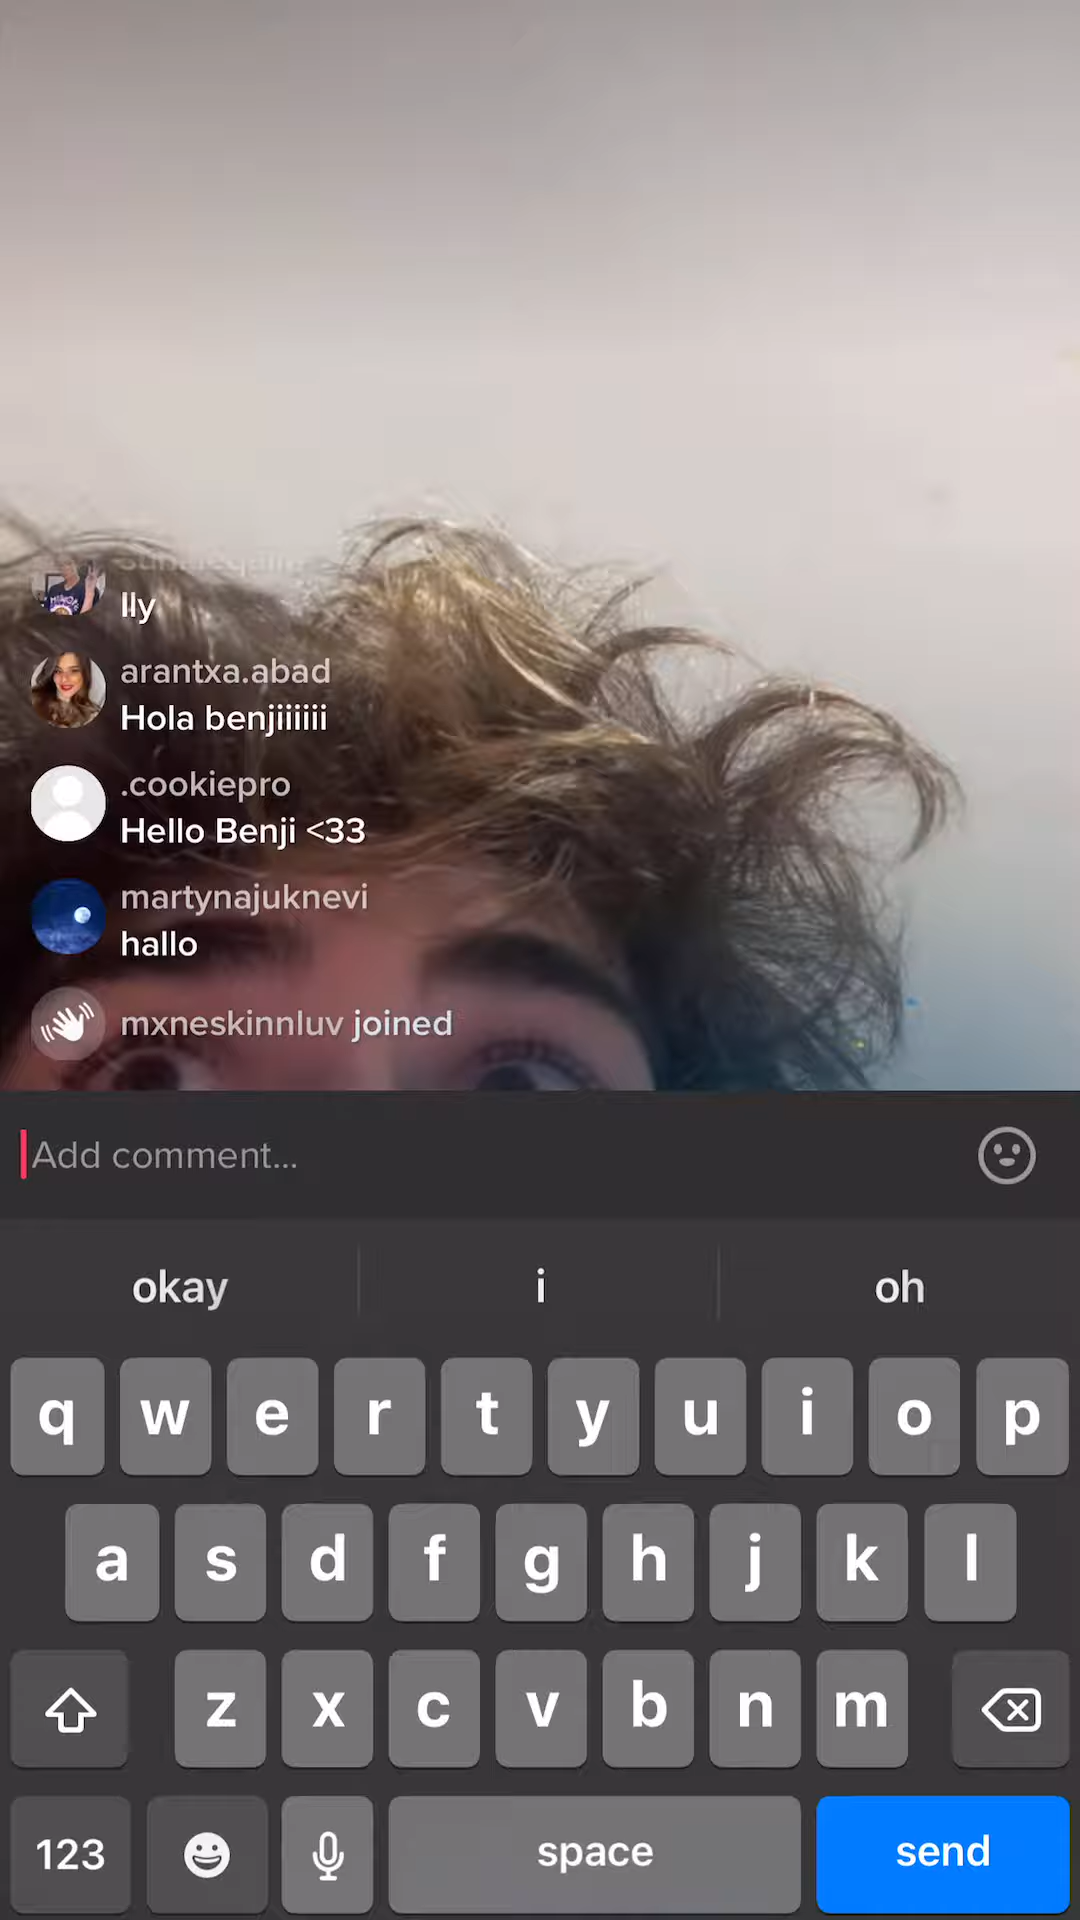 Ily
arantxa.abad
Hola benjiiiiii
.cookiepro
Hello Benji <33
martynajuknevi
hallo
mxneskinnluv joined
Add comment...
okay i oh
q w e r t y u i o p
a s d f g h j k l
z x c v b n m
123 space send